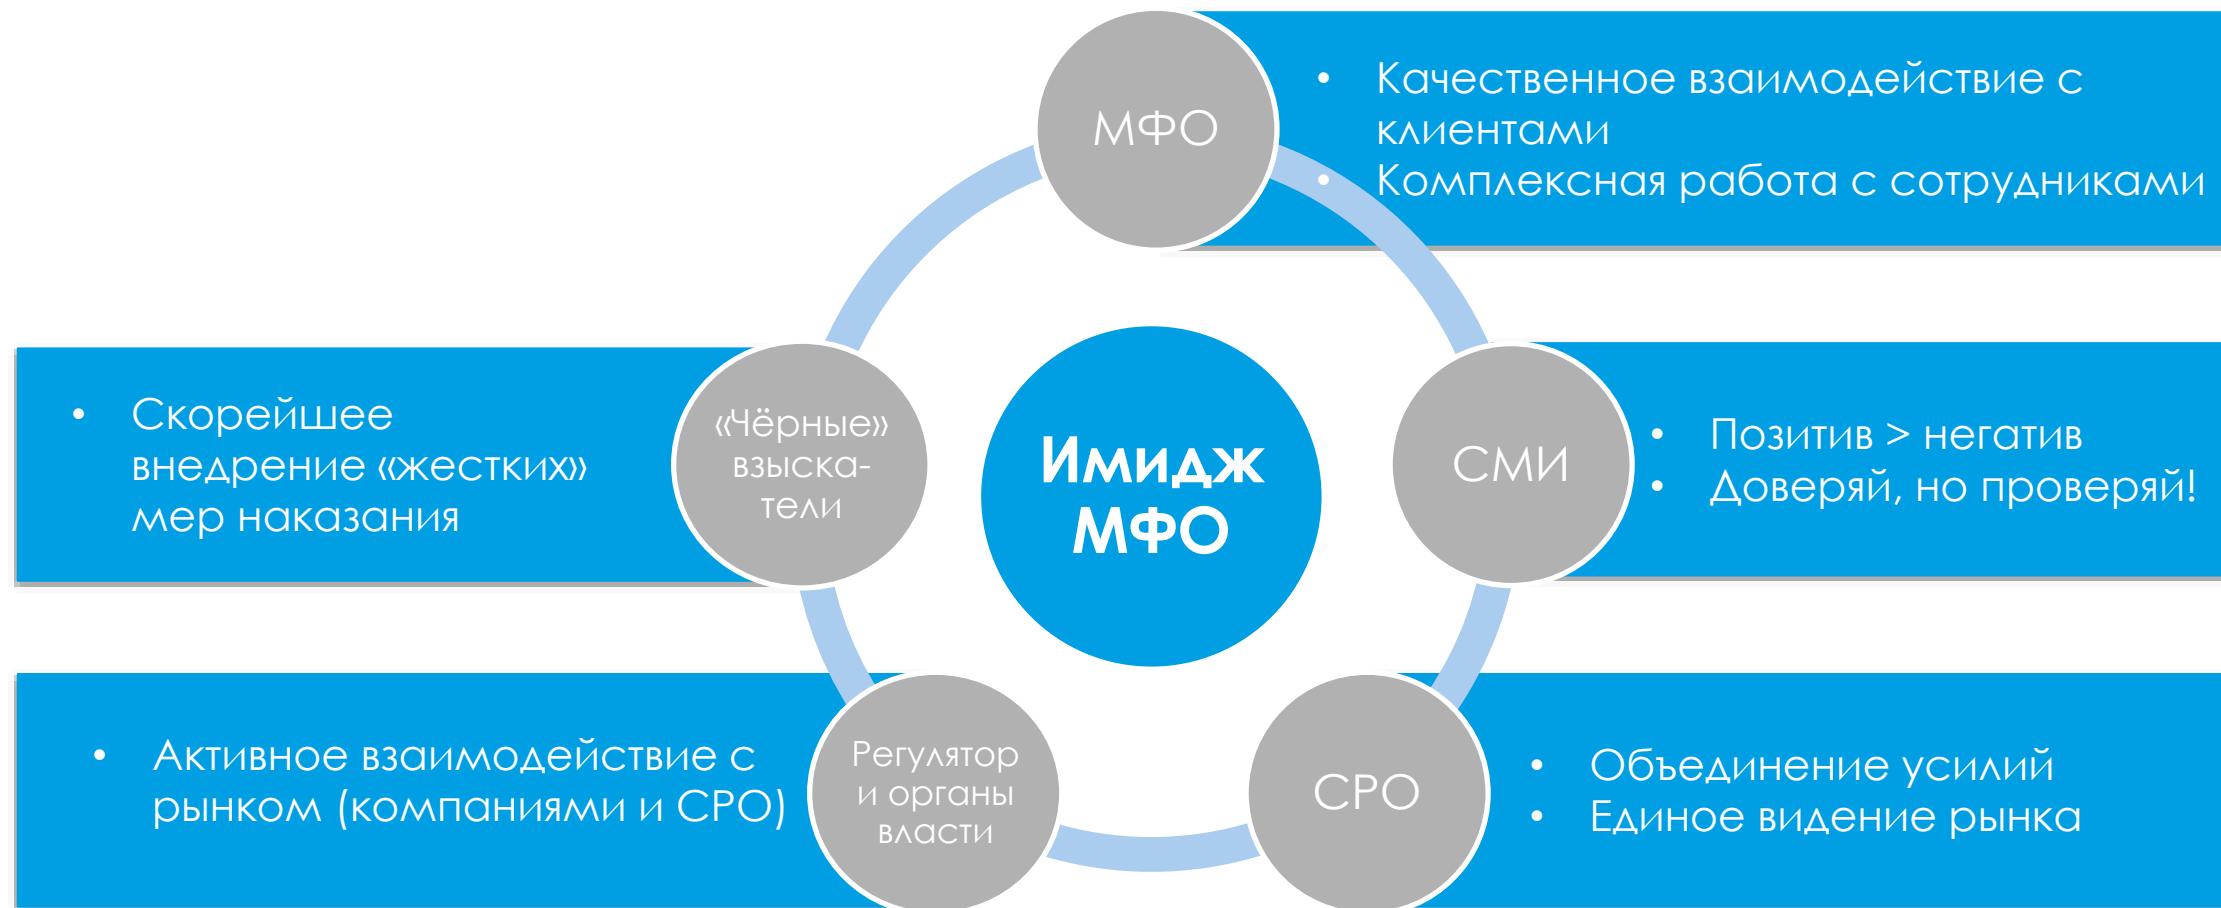 МФО
• Качественное взаимодействие с
клиентами
• Комплексная работа с сотрудниками
СМИ
• Позитив > негатив
• Доверяй, но проверяй!
СРО
• Объединение усилий
• Единое видение рынка
Регулятор
и органы
власти
• Активное взаимодействие с
рынком (компаниями и СРО)
«Чёрные»
взыска-
тели
• Скорейшее
внедрение «жестких»
мер наказания
Имидж
МФО